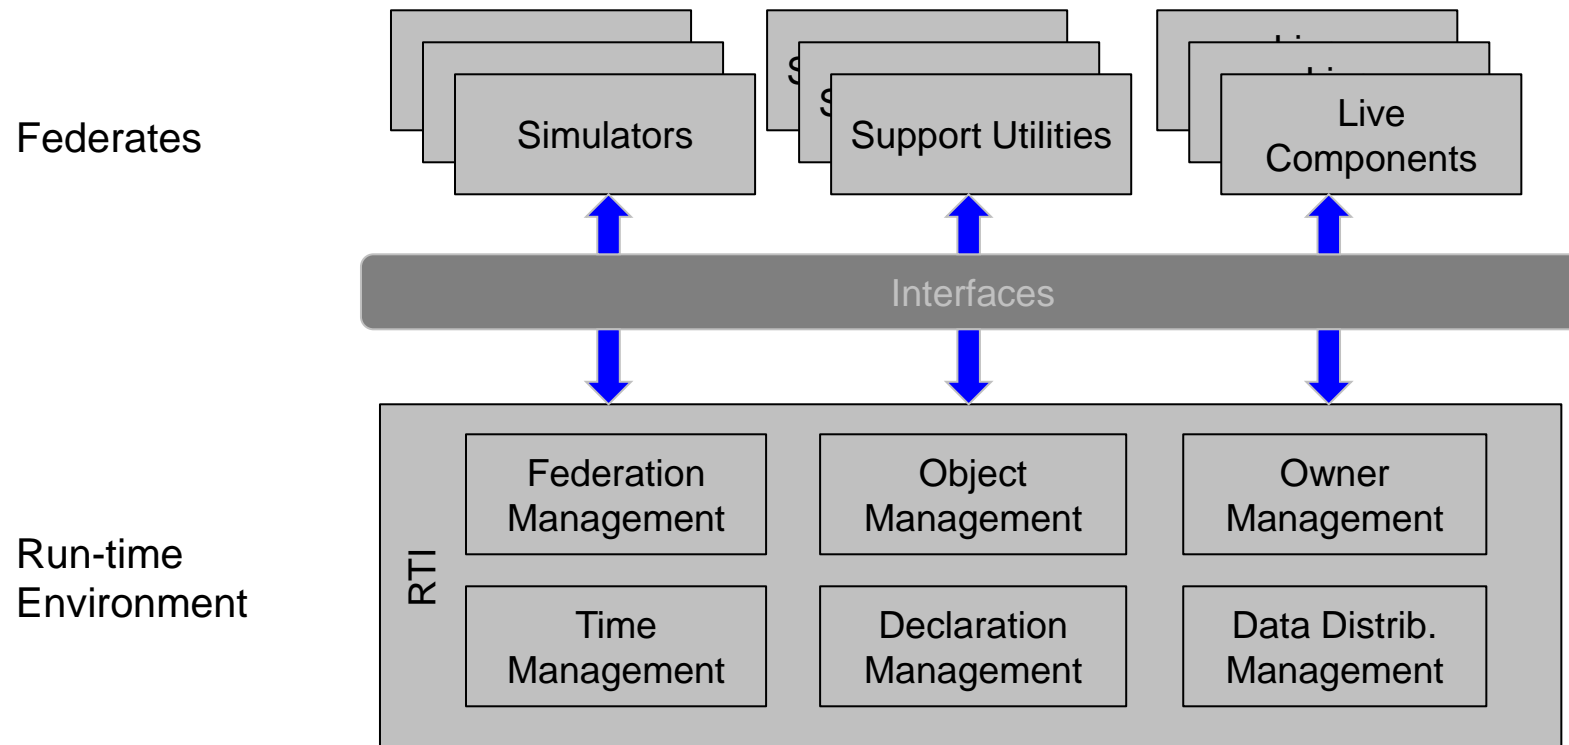 Federates
Simulators
Support Utilities
Live
Components
Interfaces
Run-time
Environment
RTI
Federation
Management
Object
Management
Owner
Management
Time
Management
Declaration
Management
Data Distrib.
Management